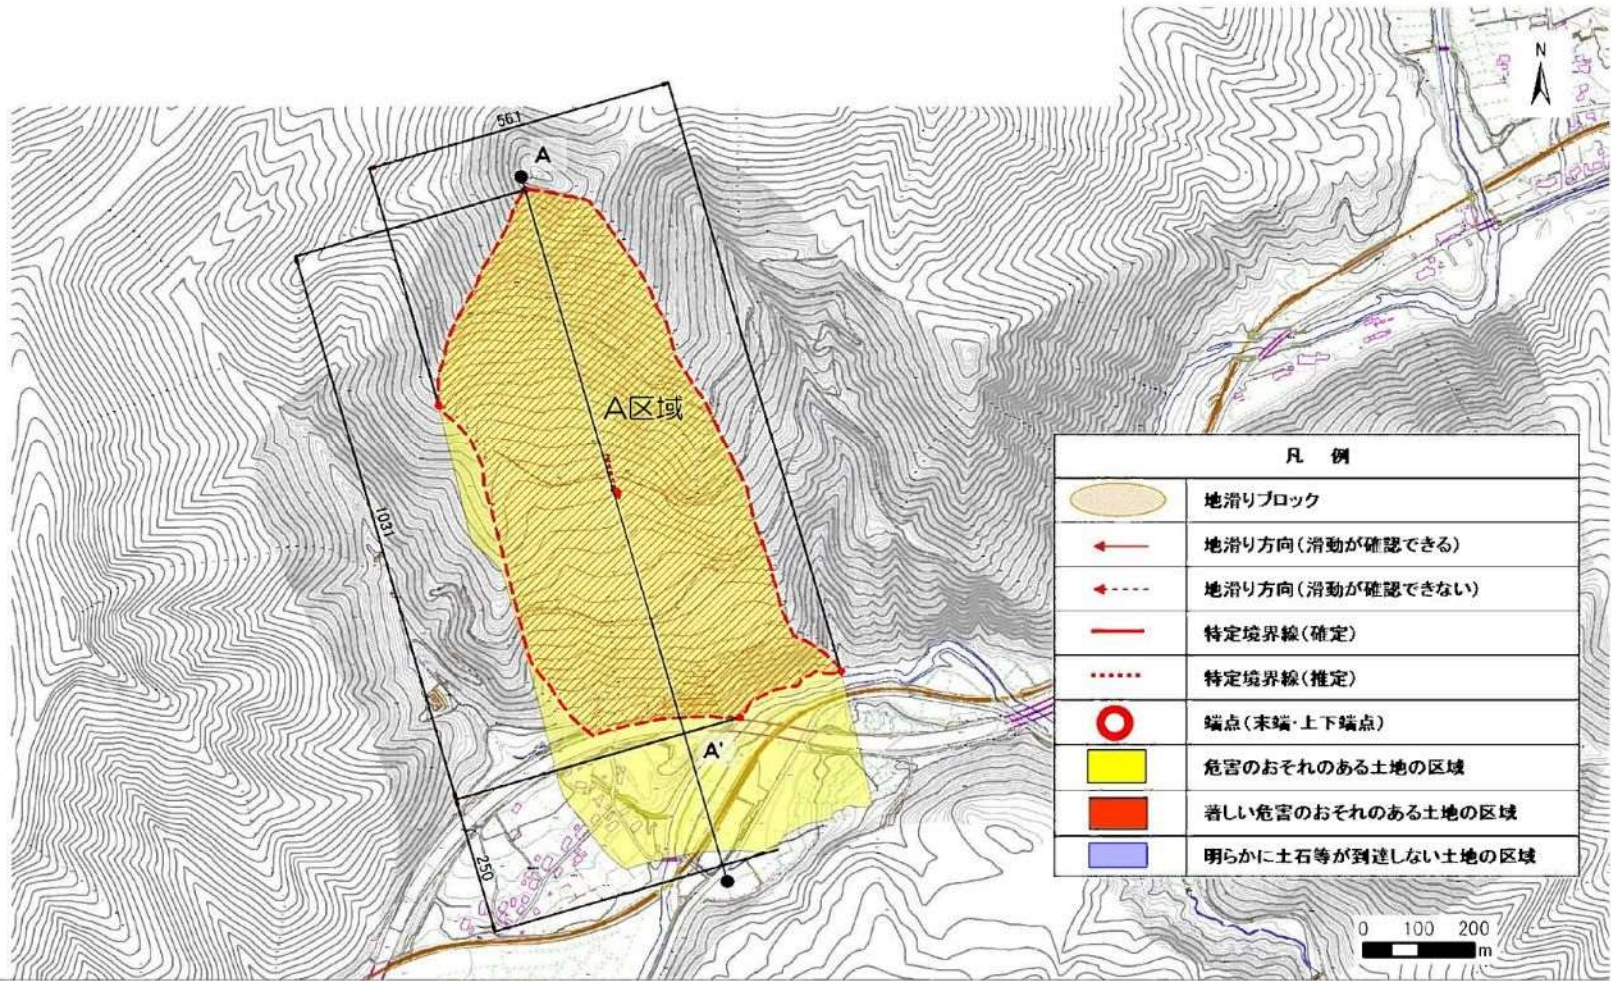 N
561
A
A区域
1031
A'
250
凡 例
地滑りブロック
地滑り方向(滑動が確認できる)
地滑り方向(滑動が確認できない)
特定境界線(確定)
特定境界線(推定)
端点(末端・上下端点)
危害のおそれのある土地の区域
著しい危害のおそれのある土地の区域
明らかに土石等が到達しない土地の区域
0 100 200
m